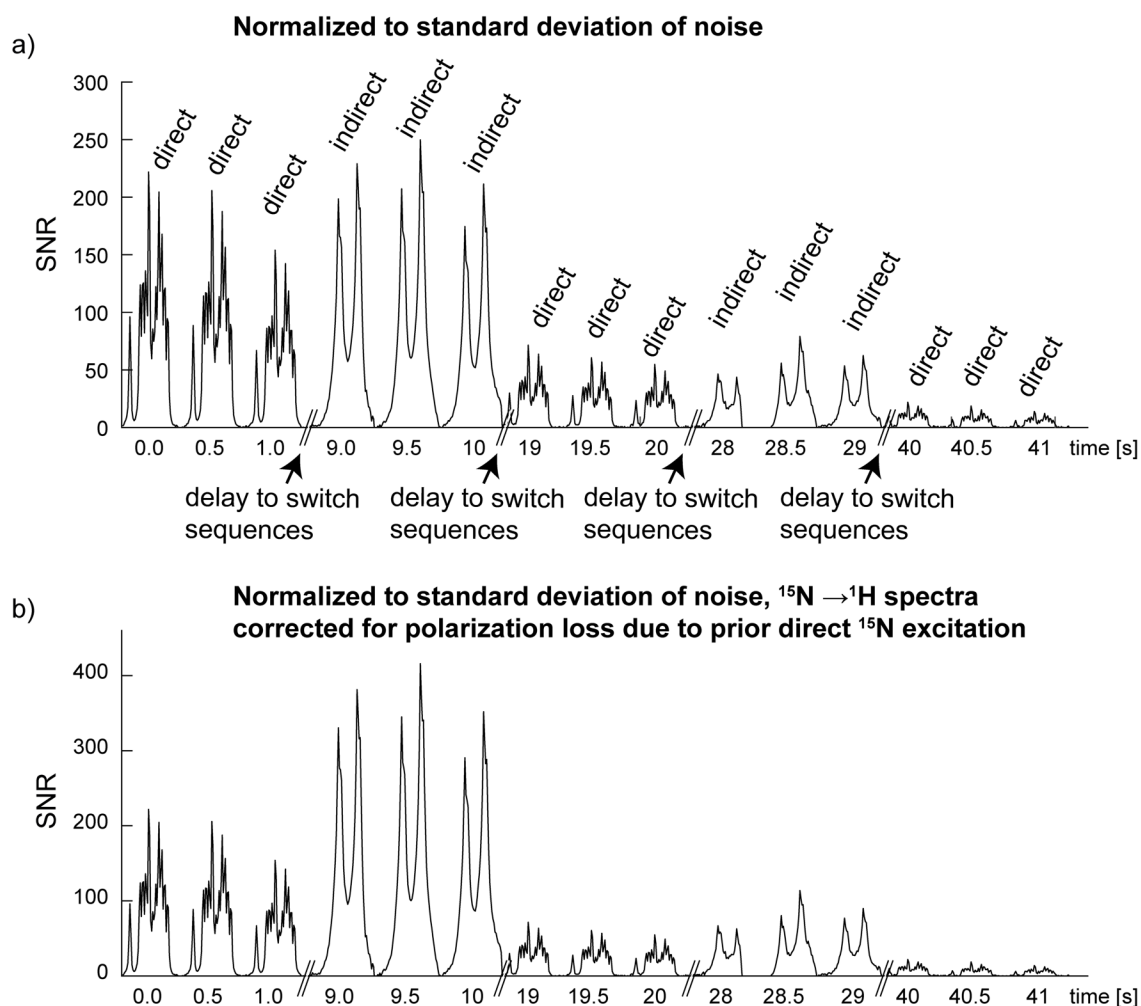 a)
Normalized to standard deviation of noise
300
250
200
150
100
50
0
SNR
direct
direct
direct
indirect
indirect
indirect
direct
direct
direct
indirect
indirect
indirect
direct
direct
direct
0.0 0.5 1.0 9.0 9.5 10 19 19.5 20 28 28.5 29 40 40.5 41 time [s]
delay to switch
sequences
delay to switch
sequences
delay to switch
sequences
delay to switch
sequences
b)
Normalized to standard deviation of noise, ¹⁵N →¹H spectra
corrected for polarization loss due to prior direct ¹⁵N excitation
400
300
200
100
0
SNR
0.0 0.5 1.0 9.0 9.5 10 19 19.5 20 28 28.5 29 40 40.5 41 time [s]